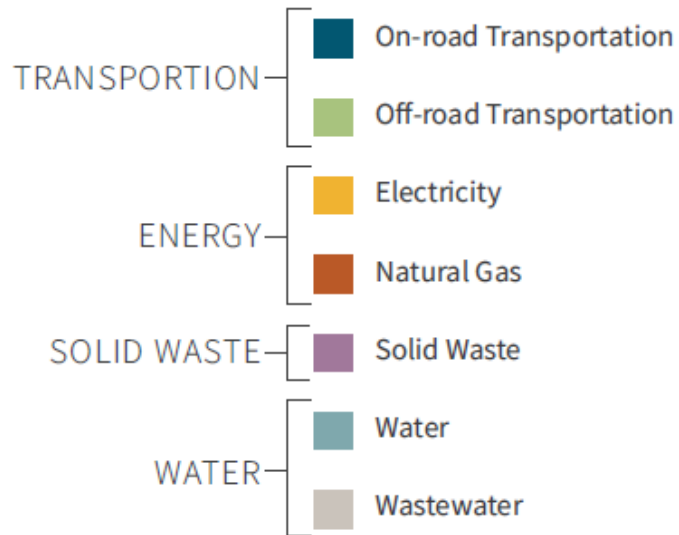 TRANSPORTION
On-road Transportation
Off-road Transportation
ENERGY
Electricity
Natural Gas
SOLID WASTE
Solid Waste
WATER
Water
Wastewater